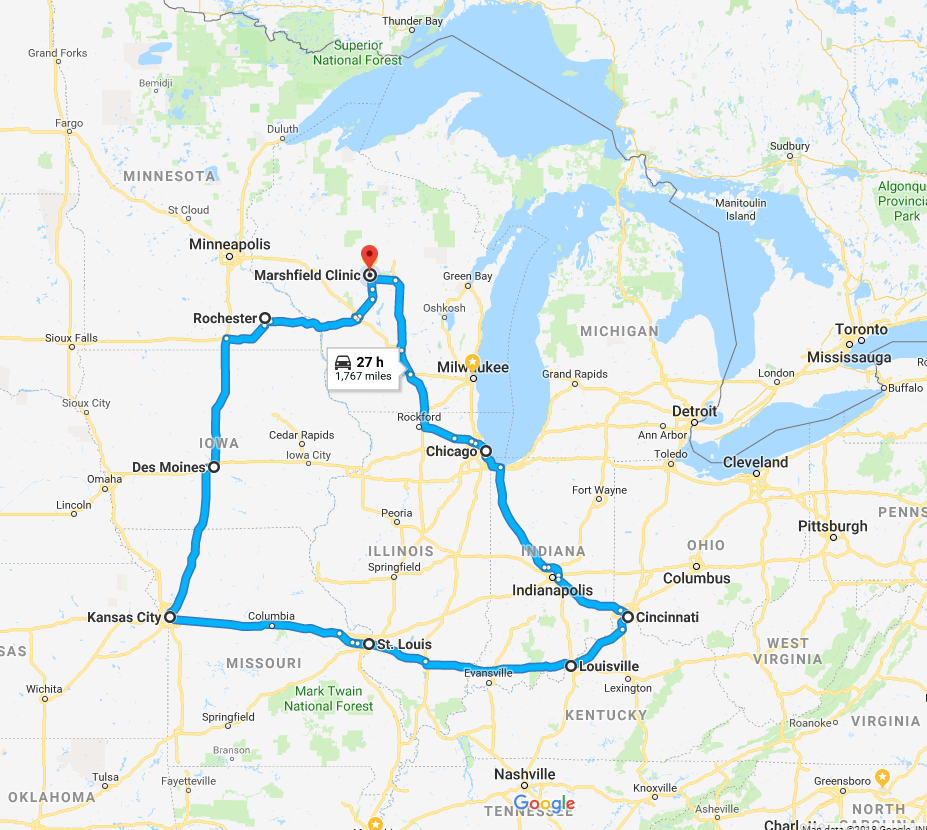 Thunder Bay
Grand Forks
Superior
National Forest
Bemidji
Fargo
Duluth
Sudbury
MINNESOTA
Algonqu
Provincia
Park
Manitoulin
Island
St Cloud
Minneapolis
Marshfield Clinic
Green Bay
Oshkosh
Rochester
MICHIGAN
Toronto
Mississauga
Sioux Falls
27 h
1,767 miles
Milwaukee
Grand Rapids
London
Buffalo
Sioux City
Rockford
Detroit
Ann Arbor
Cedar Rapids
IOWA
Iowa City
Chicago
Toledo
Cleveland
Des Moines
Omaha
Lincoln
Fort Wayne
Peoria
PENNS
Pittsburgh
ILLINOIS
INDIANA
OHIO
Springfield
Columbus
Indianapolis
Kansas City
Columbia
Cincinnati
St. Louis
SAS
MISSOURI
WEST
VIRGINIA
Louisville
Evansville
Lexington
Wichita
Mark Twain
National Forest
Springfield
KENTUCKY
Roanoke
VIRGINIA
Branson
Nashville
Tulsa
Fayetteville
Knoxville
Greensboro
OKLAHOMA
Google
TENNESSEE
Asheville
NORTH
CAROLINA
Charl
Map data ©2018 Google, IN